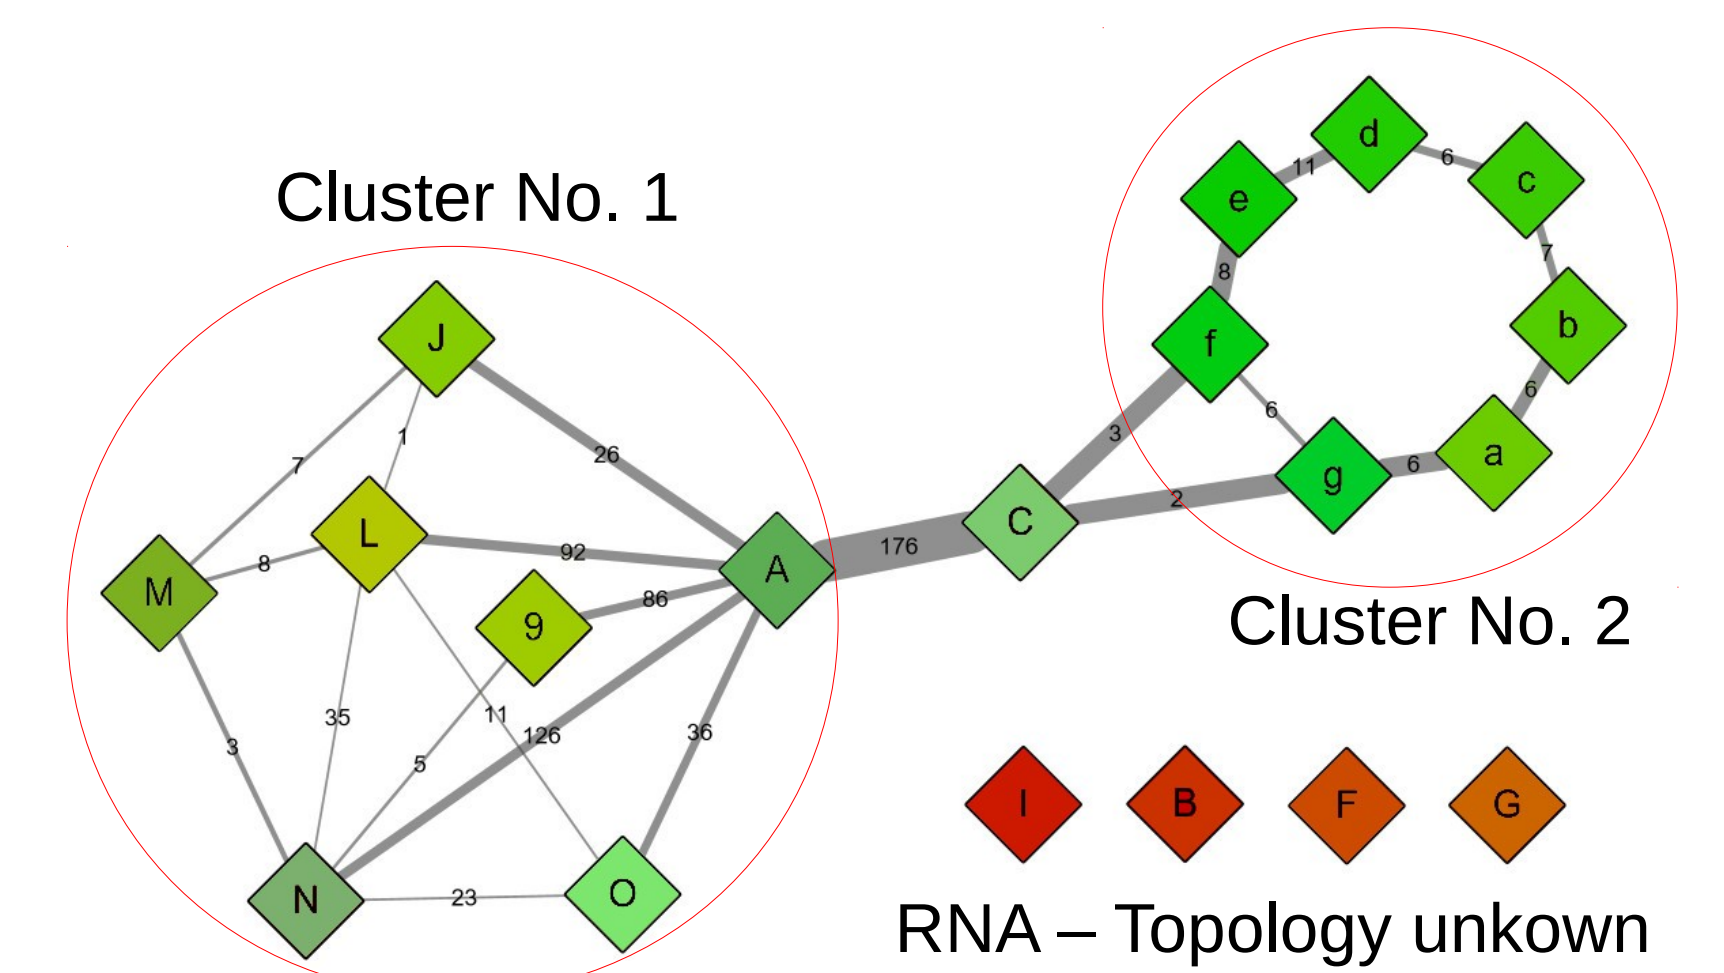 Cluster No. 1
d
11
6
e
c
8
7
J
f
b
6
6
3
1
26
7
g
6
a
2
L
C
92
176
A
8
M
86
9
35
11
126
36
3
5
N
23
O
Cluster No. 2
I B F G
RNA – Topology unkown